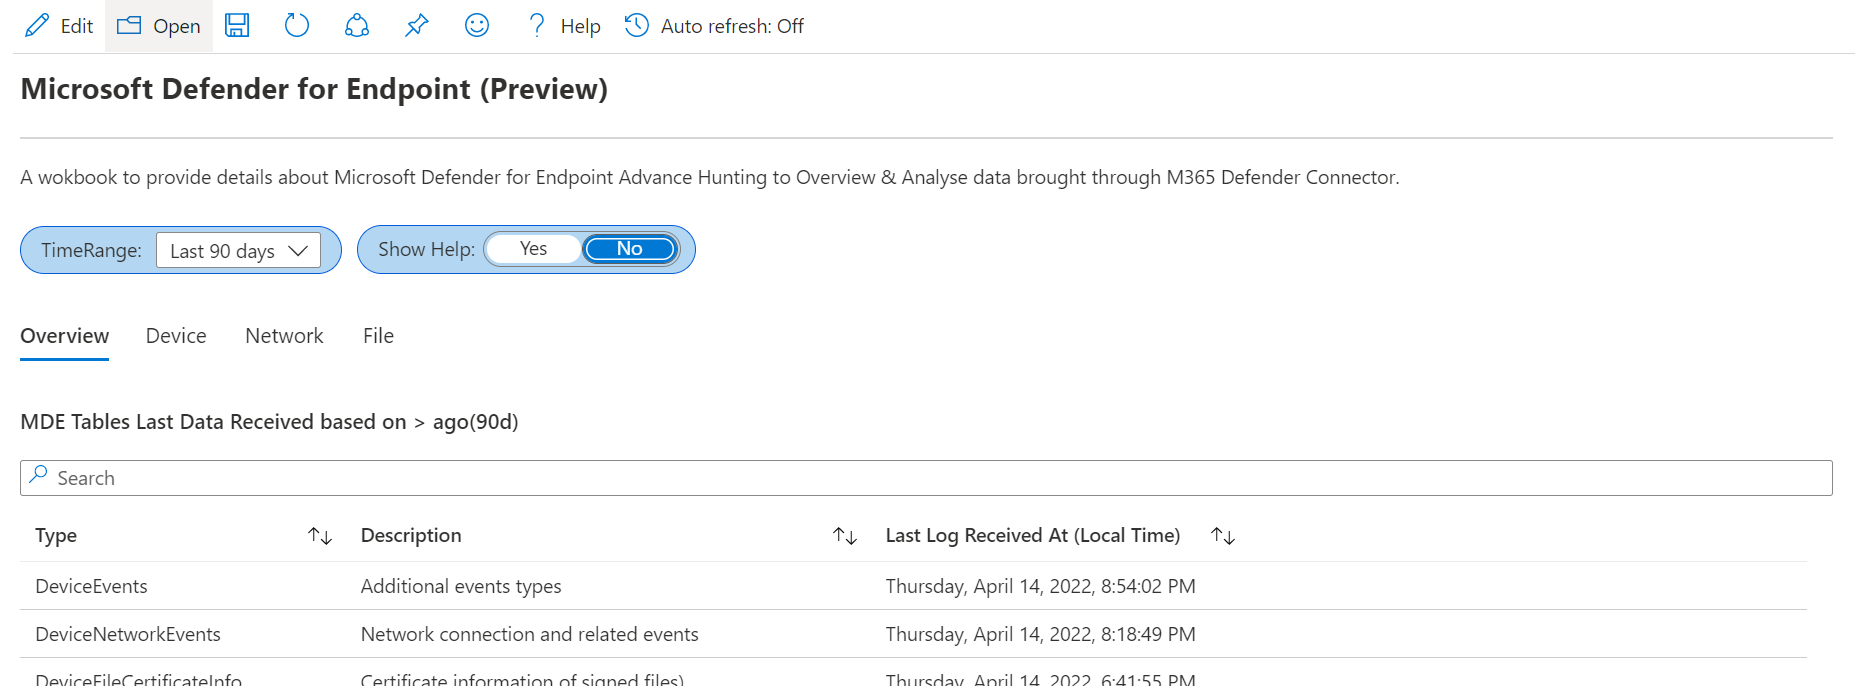 Edit Open Help Auto refresh: Off
Microsoft Defender for Endpoint (Preview)
A wokbook to provide details about Microsoft Defender for Endpoint Advance Hunting to Overview & Analyse data brought through M365 Defender Connector.
TimeRange: Last 90 days Show Help: Yes No
Overview Device Network File
MDE Tables Last Data Received based on > ago(90d)
Search
Type Description Last Log Received At (Local Time)
DeviceEvents Additional events types Thursday, April 14, 2022, 8:54:02 PM
DeviceNetworkEvents Network connection and related events Thursday, April 14, 2022, 8:18:49 PM
DeviceFileCertificateInfo Certificate information of signed files) Thursday, April 14, 2022, 6:41:55 PM